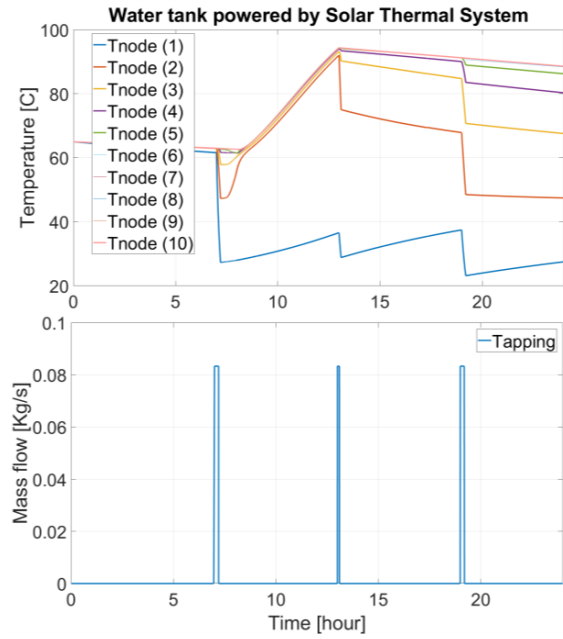 Water tank powered by Solar Thermal System
Temperature [C]
100
80
60
40
20
Tnode (1)
Tnode (2)
Tnode (3)
Tnode (4)
Tnode (5)
Tnode (6)
Tnode (7)
Tnode (8)
Tnode (9)
Tnode (10)
0 5 10 15 20
Mass flow [Kg/s]
0.1
0.08
0.06
0.04
0.02
0
Tapping
0 5 10 15 20
Time [hour]